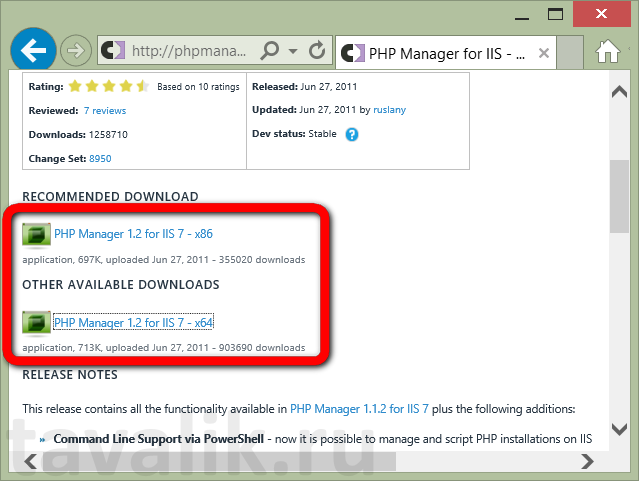 http://phpmana...
PHP Manager for IIS - ...
Rating: Based on 10 ratings
Reviewed: 7 reviews
Downloads: 1258710
Change Set: 8950
Released: Jun 27, 2011
Updated: Jun 27, 2011 by ruslany
Dev status: Stable ?
RECOMMENDED DOWNLOAD
PHP Manager 1.2 for IIS 7 - x86
application, 697K, uploaded Jun 27, 2011 - 355020 downloads
OTHER AVAILABLE DOWNLOADS
PHP Manager 1.2 for IIS 7 - x64
application, 713K, uploaded Jun 27, 2011 - 903690 downloads
RELEASE NOTES
This release contains all the functionality available in PHP Manager 1.1.2 for IIS 7 plus the following additions:
» Command Line Support via PowerShell - now it is possible to manage and script PHP installations on IIS
tavalik.ru